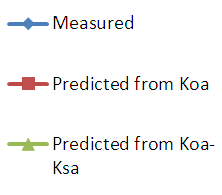 Measured
Predicted from Koa
Predicted from Koa-
Ksa